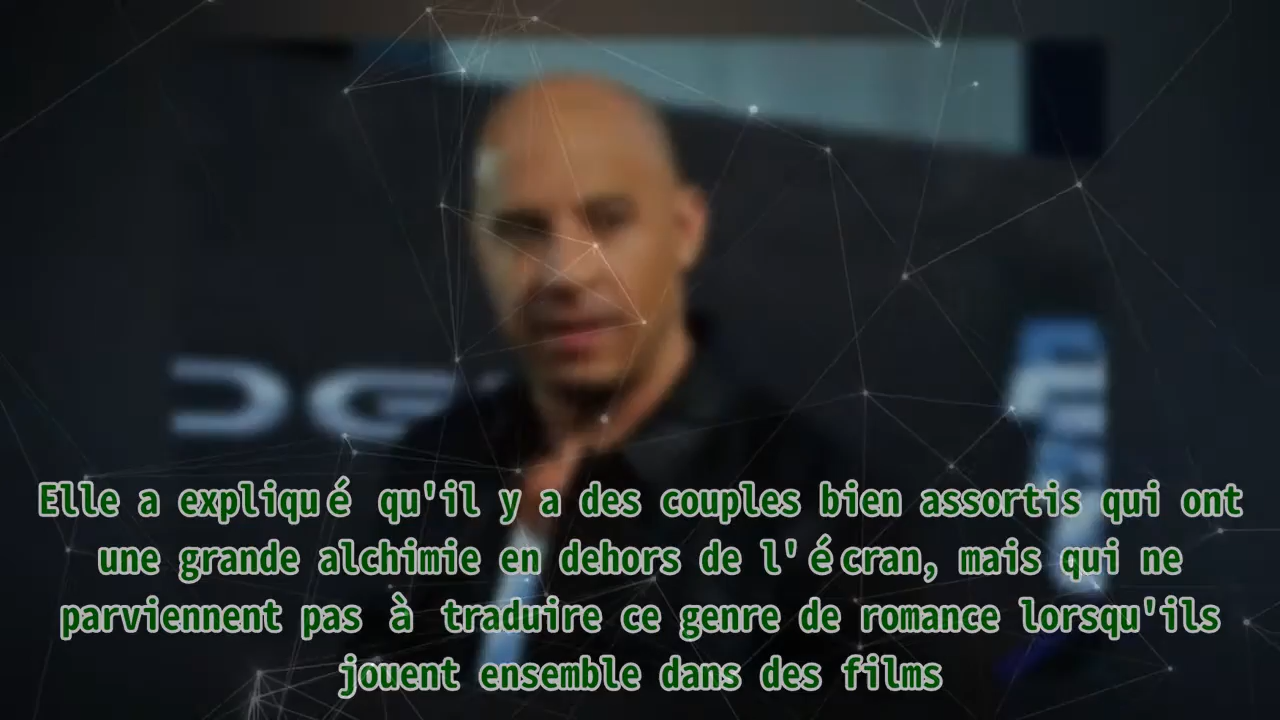 Elle a expliqué qu'il y a des couples bien assortis qui ont
une grande alchimie en dehors de l'écran, mais qui ne
parviennent pas à traduire ce genre de romance lorsqu'ils
jouent ensemble dans des films